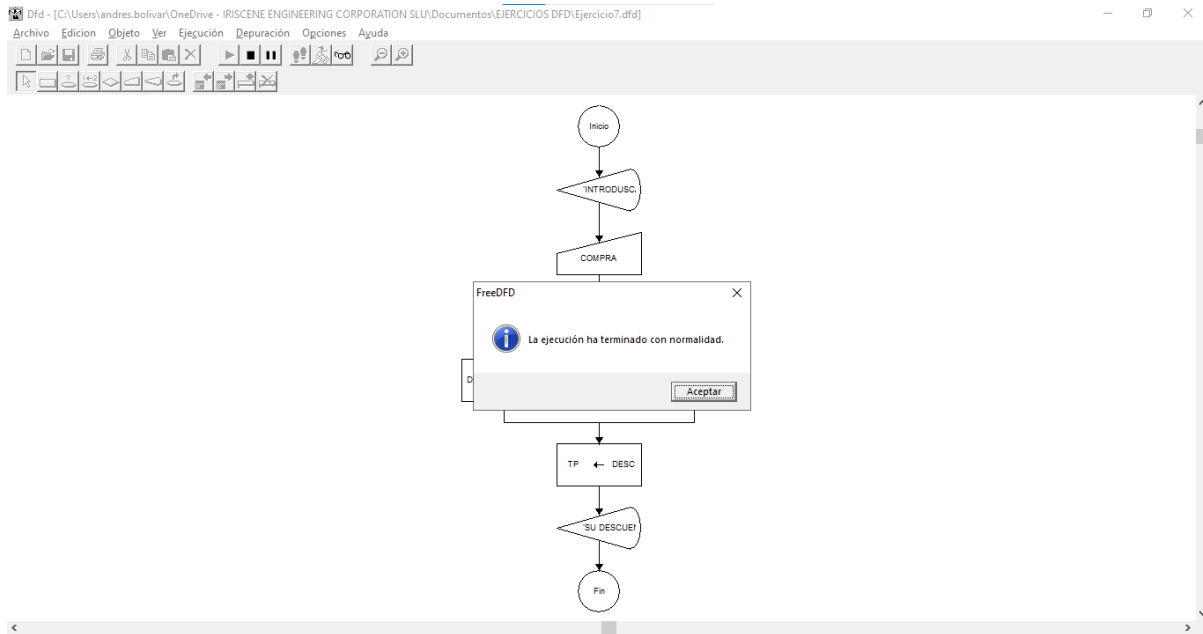 Dfd - [C:\Users\andres.bolivar\OneDrive - IRISCENE ENGINEERING CORPORATION SLU\Documentos\EJERCICIOS DFD\Ejercicio7.dfd]
Archivo Edicion Objeto Ver Ejecución Depuración Opciones Ayuda
Inicio
'INTRODUSC
COMPRA
FreeDFD
La ejecución ha terminado con normalidad.
D
Aceptar
TP ← DESC
'SU DESCUEN
Fin